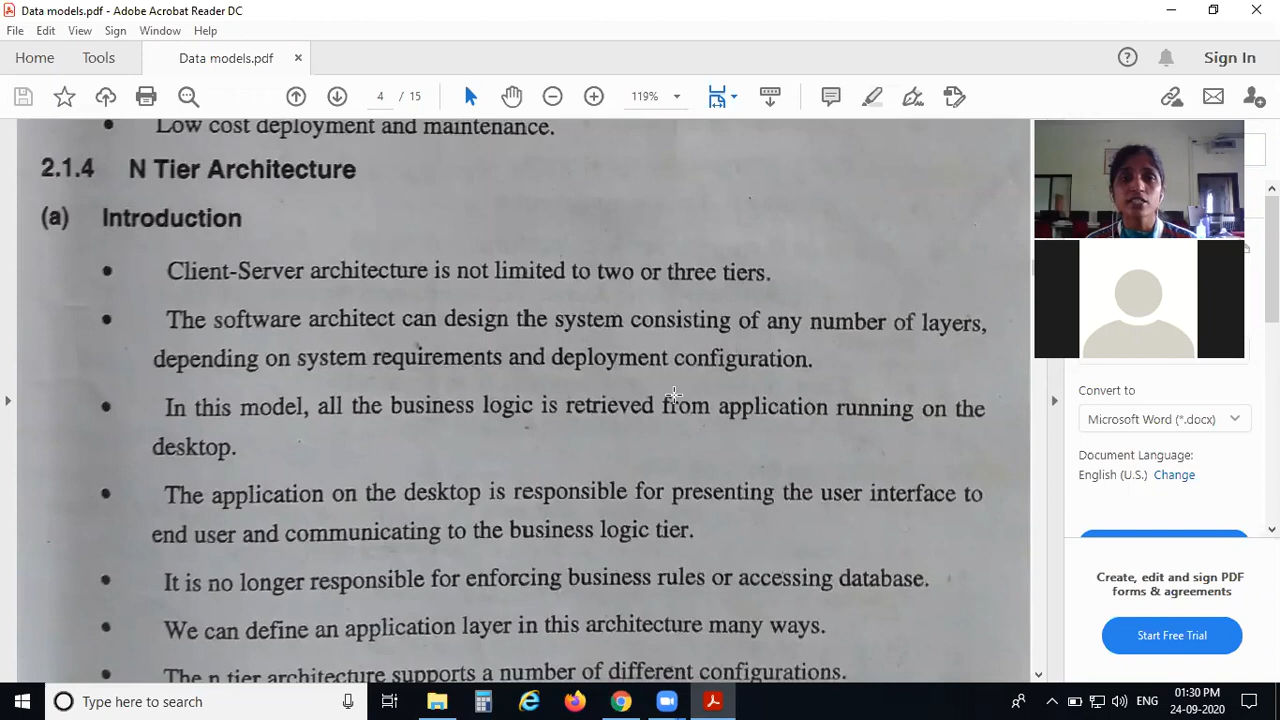 Data models.pdf - Adobe Acrobat Reader DC
File Edit View Sign Window Help
Home Tools Data models.pdf × Sign In
4 / 15 119%
• Low cost deployment and maintenance.
2.1.4 N Tier Architecture
(a) Introduction
• Client-Server architecture is not limited to two or three tiers.
• The software architect can design the system consisting of any number of layers,
depending on system requirements and deployment configuration.
• In this model, all the business logic is retrieved from application running on the
desktop.
• The application on the desktop is responsible for presenting the user interface to
end user and communicating to the business logic tier.
• It is no longer responsible for enforcing business rules or accessing database.
• We can define an application layer in this architecture many ways.
• The n tier architecture supports a number of different configurations.
Convert to
Microsoft Word (*.docx)
Document Language:
English (U.S.) Change
Create, edit and sign PDF
forms & agreements
Start Free Trial
Type here to search
ENG
01:30 PM
24-09-2020